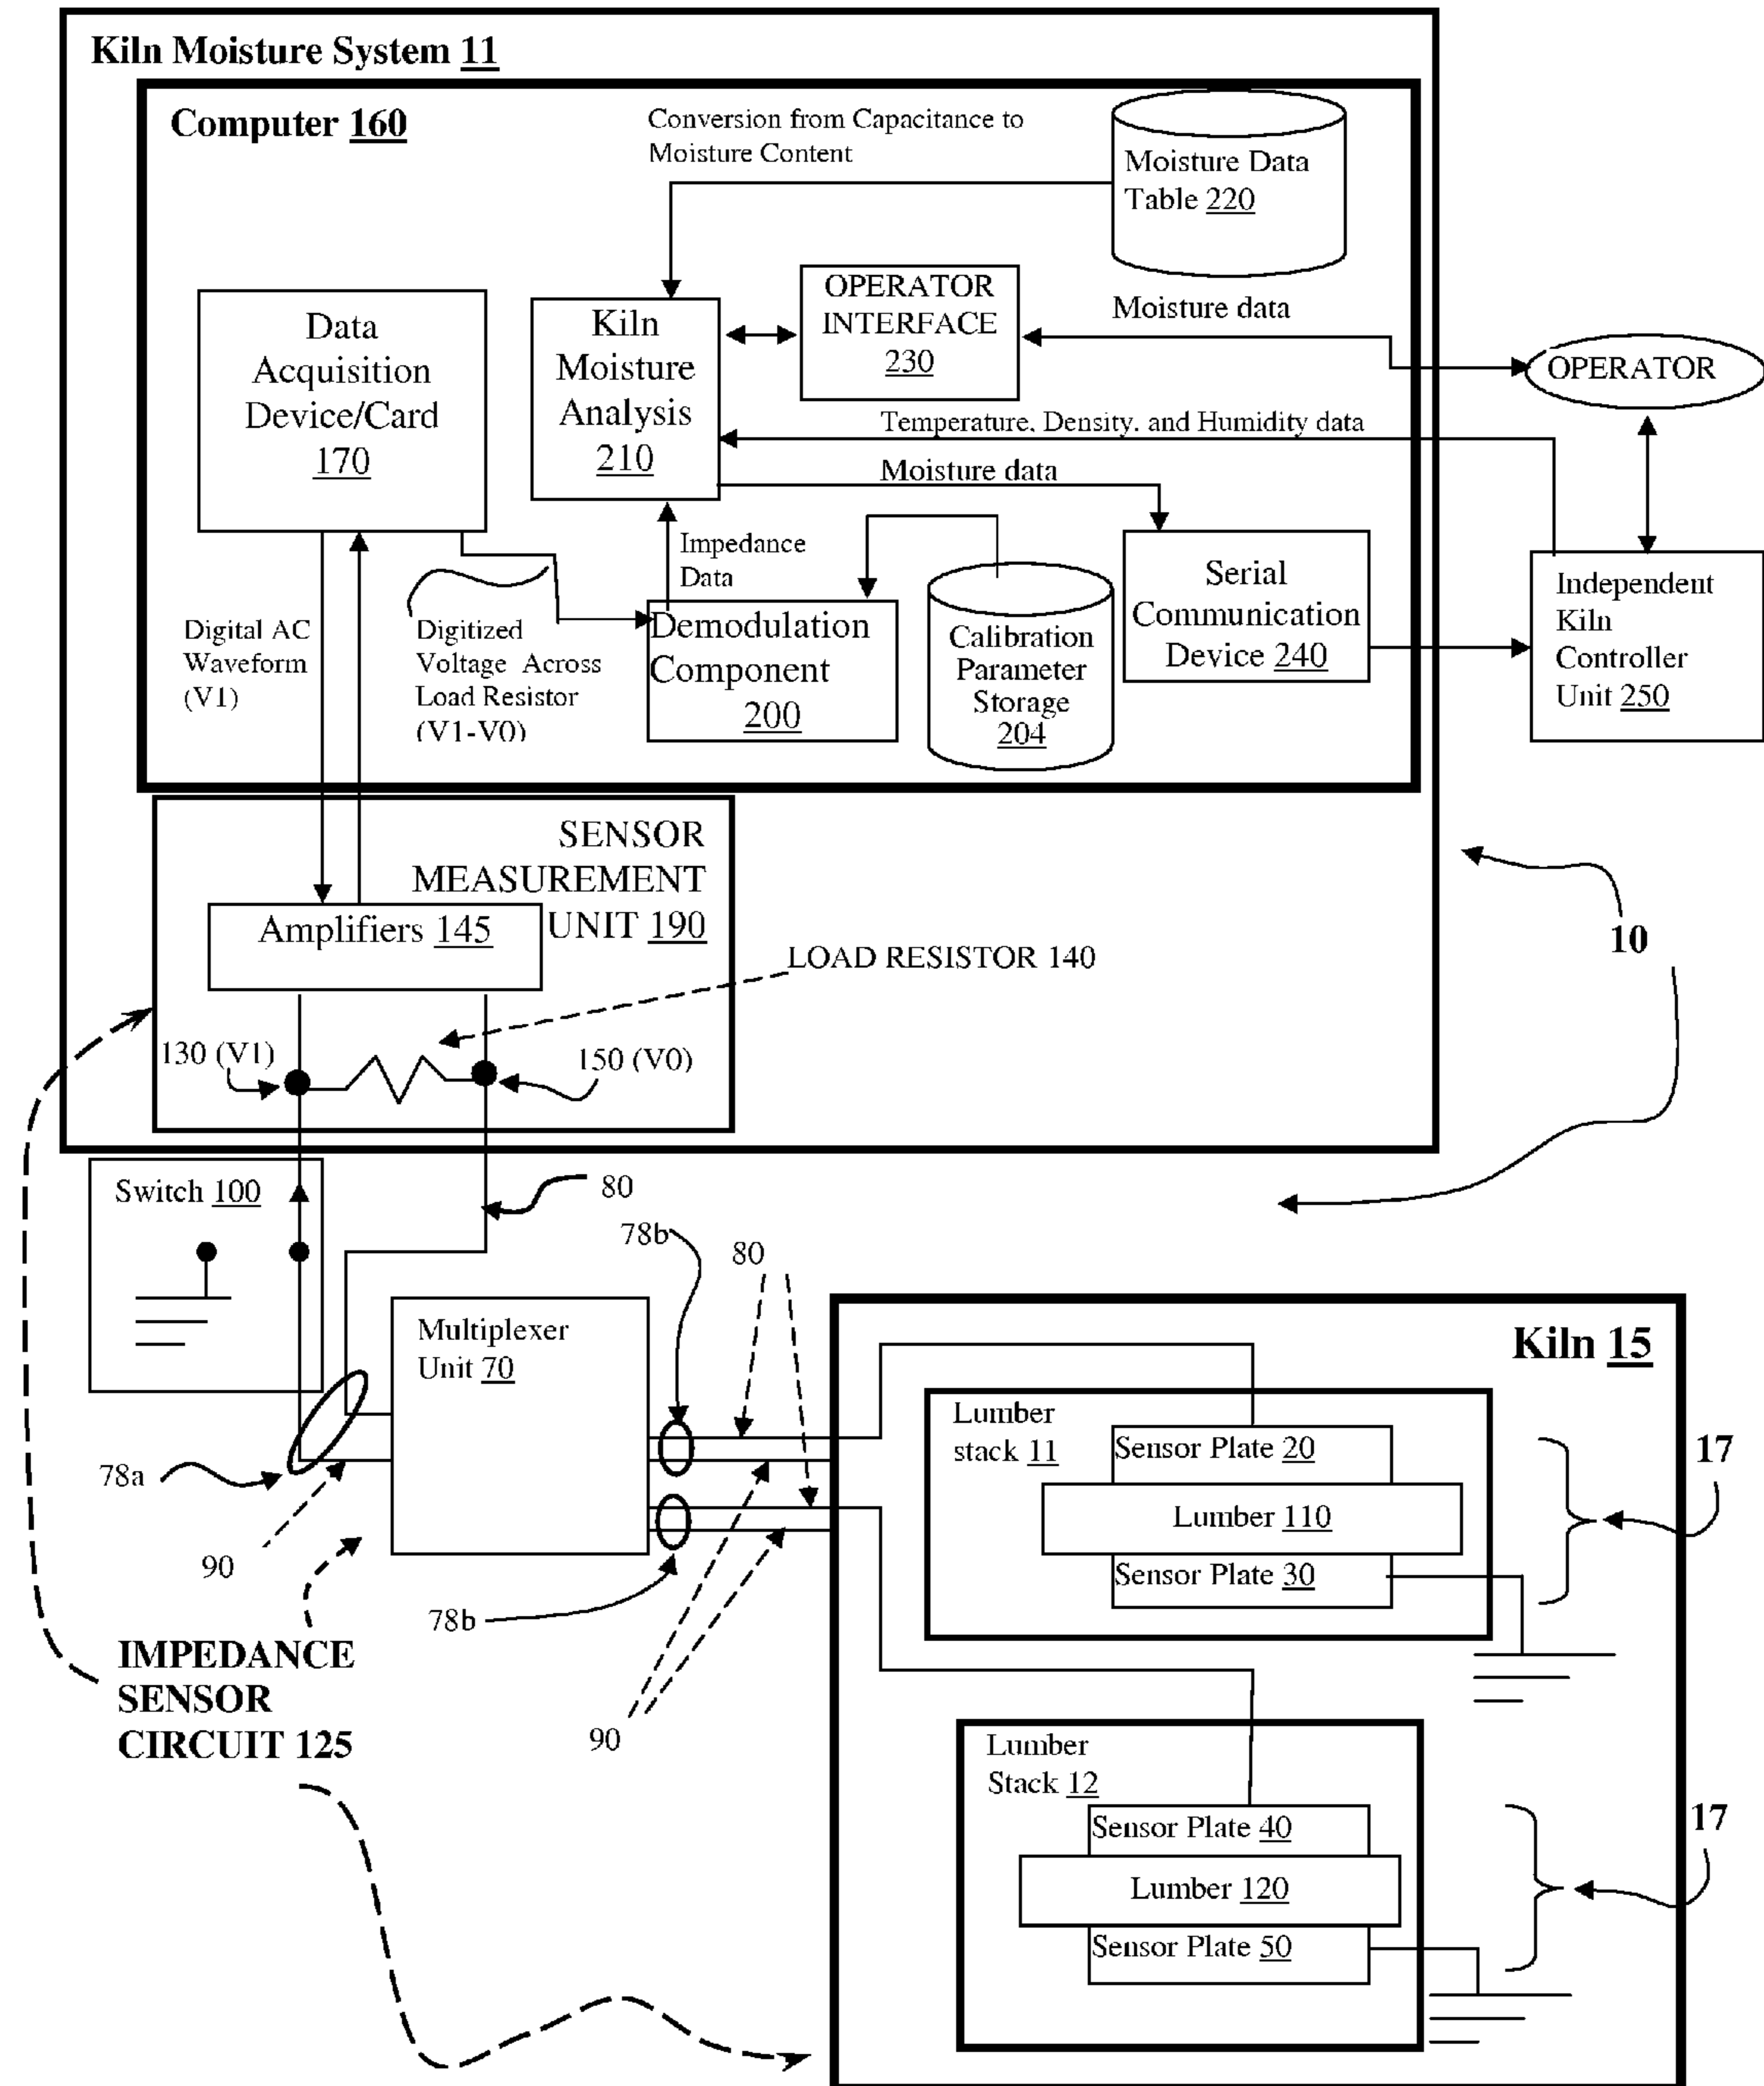 Kiln Moisture System 11
Computer 160
Conversion from Capacitance to
Moisture Content
Moisture Data
Table 220
Data
Acquisition
Device/Card
170
Kiln
Moisture
Analysis
210
OPERATOR
INTERFACE
230
Moisture data
OPERATOR
Temperature, Density, and Humidity data
Moisture data
Impedance
Data
Digital AC
Waveform
(V1)
Digitized
Voltage Across
Load Resistor
(V1-V0)
Demodulation
Component
200
Calibration
Parameter
Storage
204
Serial
Communication
Device 240
Independent
Kiln
Controller
Unit 250
SENSOR
MEASUREMENT
UNIT 190
Amplifiers 145
LOAD RESISTOR 140
10
130 (V1)
150 (V0)
Switch 100
80
78b
80
Multiplexer
Unit 70
78a
90
78b
90
Kiln 15
Lumber
stack 11
Sensor Plate 20
Lumber 110
Sensor Plate 30
17
IMPEDANCE
SENSOR
CIRCUIT 125
Lumber
Stack 12
Sensor Plate 40
Lumber 120
Sensor Plate 50
17